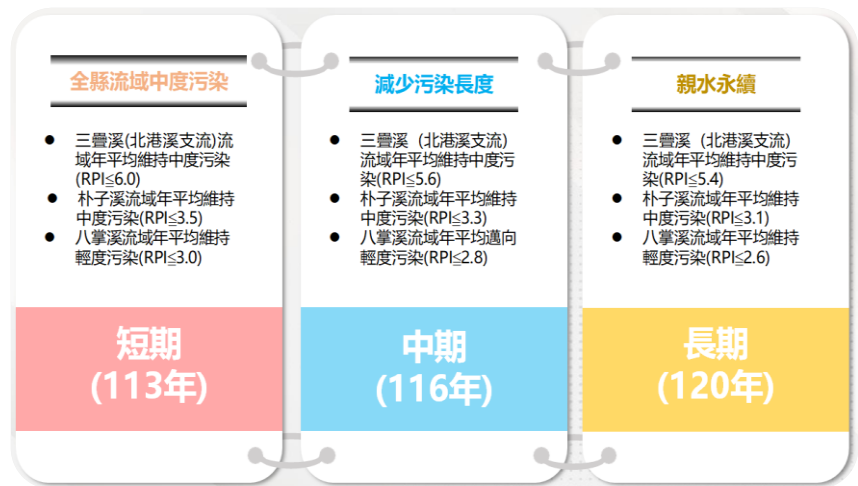 全縣流域中度污染
● 三疊溪(北港溪支流)流
域年平均維持中度污染
(RPI≦6.0)
● 朴子溪流域年平均維持
中度污染(RPI≦3.5)
● 八掌溪流域年平均維持
輕度污染(RPI≦3.0)
短期
(113年)
減少污染長度
● 三疊溪（北港溪支流)
流域年平均維持中度污
染(RPI≦5.6)
● 朴子溪流域年平均維持
中度污染(RPI≦3.3)
● 八掌溪流域年平均邁向
輕度污染(RPI≦2.8)
中期
(116年)
親水永續
● 三疊溪（北港溪支流)
流域年平均維持中度污
染(RPI≦5.4)
● 朴子溪流域年平均維持
中度污染(RPI≦3.1)
● 八掌溪流域年平均維持
輕度污染(RPI≦2.6)
長期
(120年)